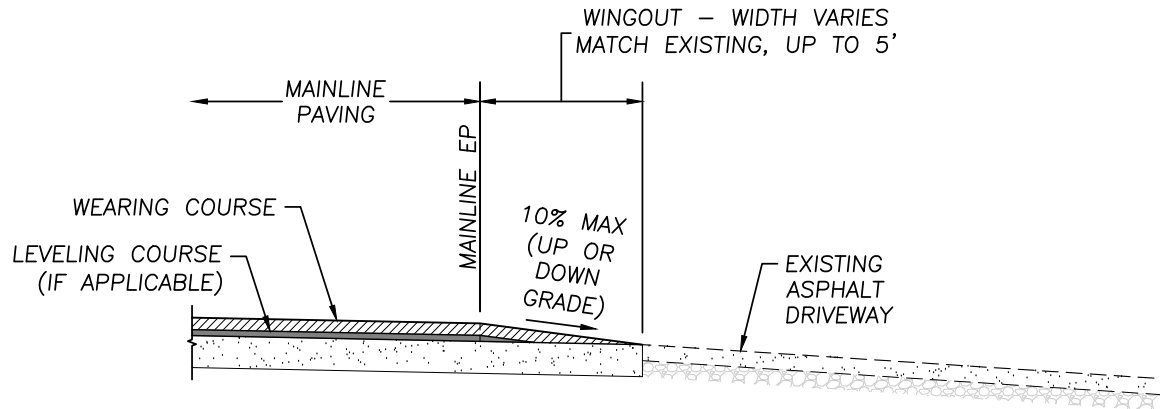 WINGOUT – WIDTH VARIES
MATCH EXISTING, UP TO 5'
MAINLINE
PAVING
MAINLINE EP
WEARING COURSE
10% MAX
(UP OR
DOWN
GRADE)
LEVELING COURSE
(IF APPLICABLE)
EXISTING
ASPHALT
DRIVEWAY